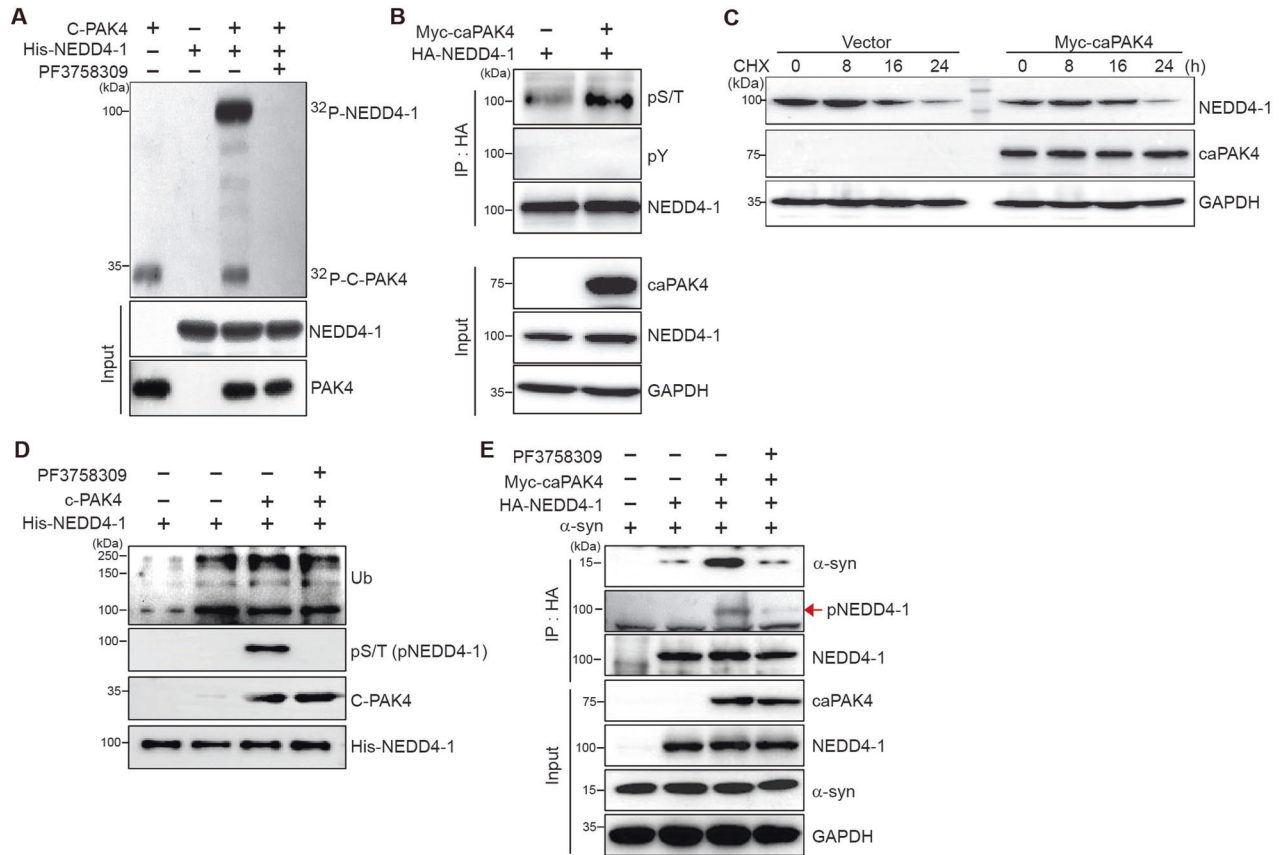 A
C-PAK4 + − + +
His-NEDD4-1 − + + +
PF3758309 − − − +
(kDa)
100
32P-NEDD4-1
35
32P-C-PAK4
Input
NEDD4-1
PAK4
B
Myc-caPAK4 − +
HA-NEDD4-1 + +
(kDa)
IP : HA
100 pS/T
100 pY
100 NEDD4-1
Input
75 caPAK4
100 NEDD4-1
35 GAPDH
C
Vector Myc-caPAK4
CHX 0 8 16 24 0 8 16 24 (h)
(kDa)
100 NEDD4-1
75 caPAK4
35 GAPDH
D
PF3758309 − − − +
c-PAK4 − − + +
His-NEDD4-1 + + + +
(kDa)
250
150
Ub
100
100 pS/T (pNEDD4-1)
35 C-PAK4
100 His-NEDD4-1
E
PF3758309 − − − +
Myc-caPAK4 − − + +
HA-NEDD4-1 − + + +
α-syn + + + +
(kDa)
IP : HA
15 α-syn
100 pNEDD4-1
100 NEDD4-1
Input
75 caPAK4
100 NEDD4-1
15 α-syn
35 GAPDH